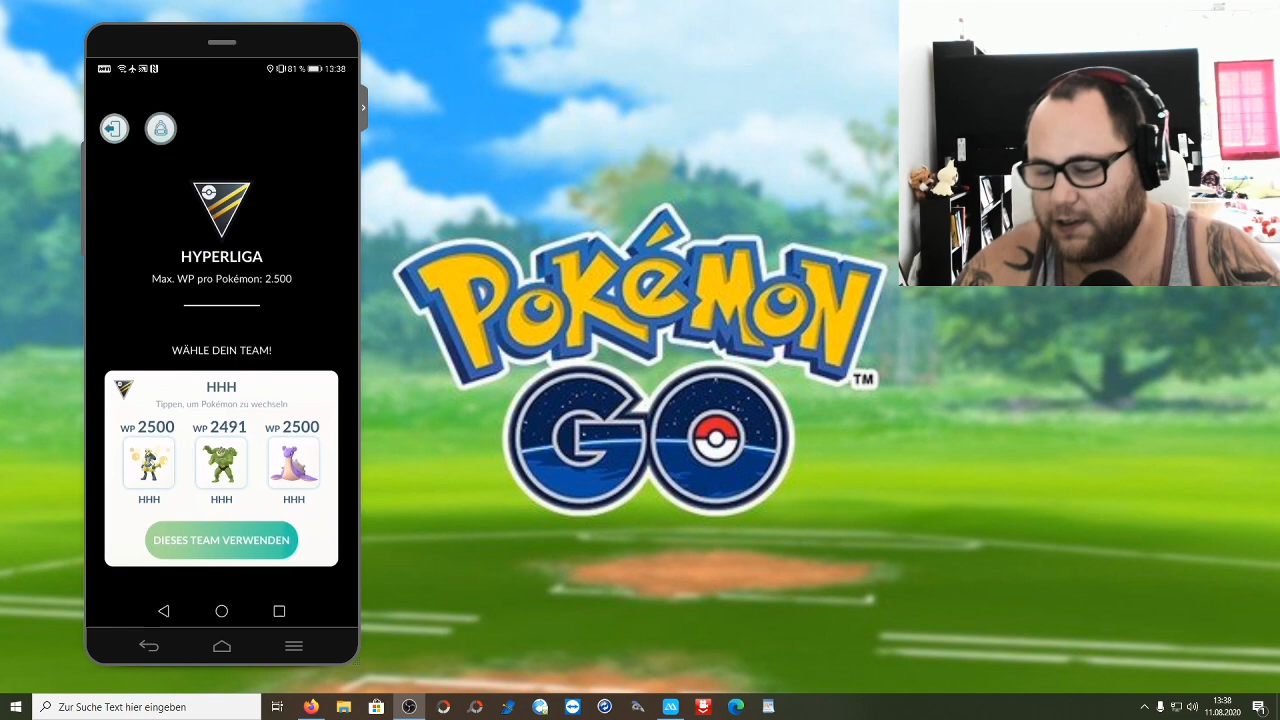 81 % 13:38
HYPERLIGA
Max. WP pro Pokémon: 2.500
WÄHLE DEIN TEAM!
HHH
Tippen, um Pokémon zu wechseln
WP 2500 WP 2491 WP 2500
HHH HHH HHH
DIESES TEAM VERWENDEN
POKéMON
TM
GO
Zur Suche Text hier eingeben
13:38
11.08.2020